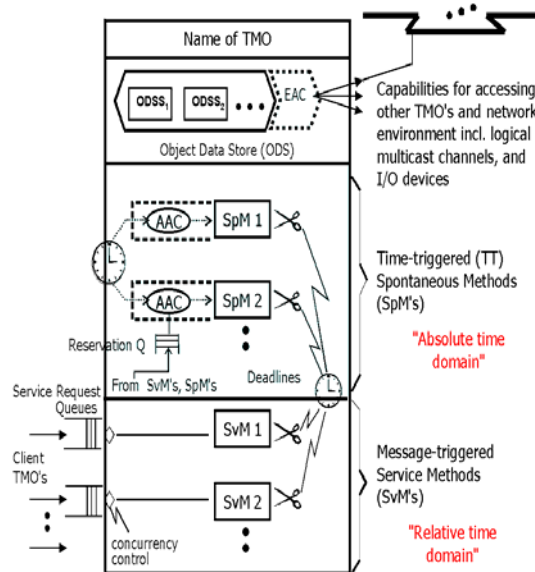 Name of TMO
ODSS1
ODSS2
EAC
Object Data Store (ODS)
Capabilities for accessing
other TMO's and network
environment incl. logical
multicast channels, and
I/O devices
AAC
SpM 1
AAC
SpM 2
Reservation Q
From SvM's, SpM's
Deadlines
Time-triggered (TT)
Spontaneous Methods
(SpM's)
"Absolute time
domain"
Service Request
Queues
Client
TMO's
SvM 1
SvM 2
concurrency
control
Message-triggered
Service Methods
(SvM's)
"Relative time
domain"